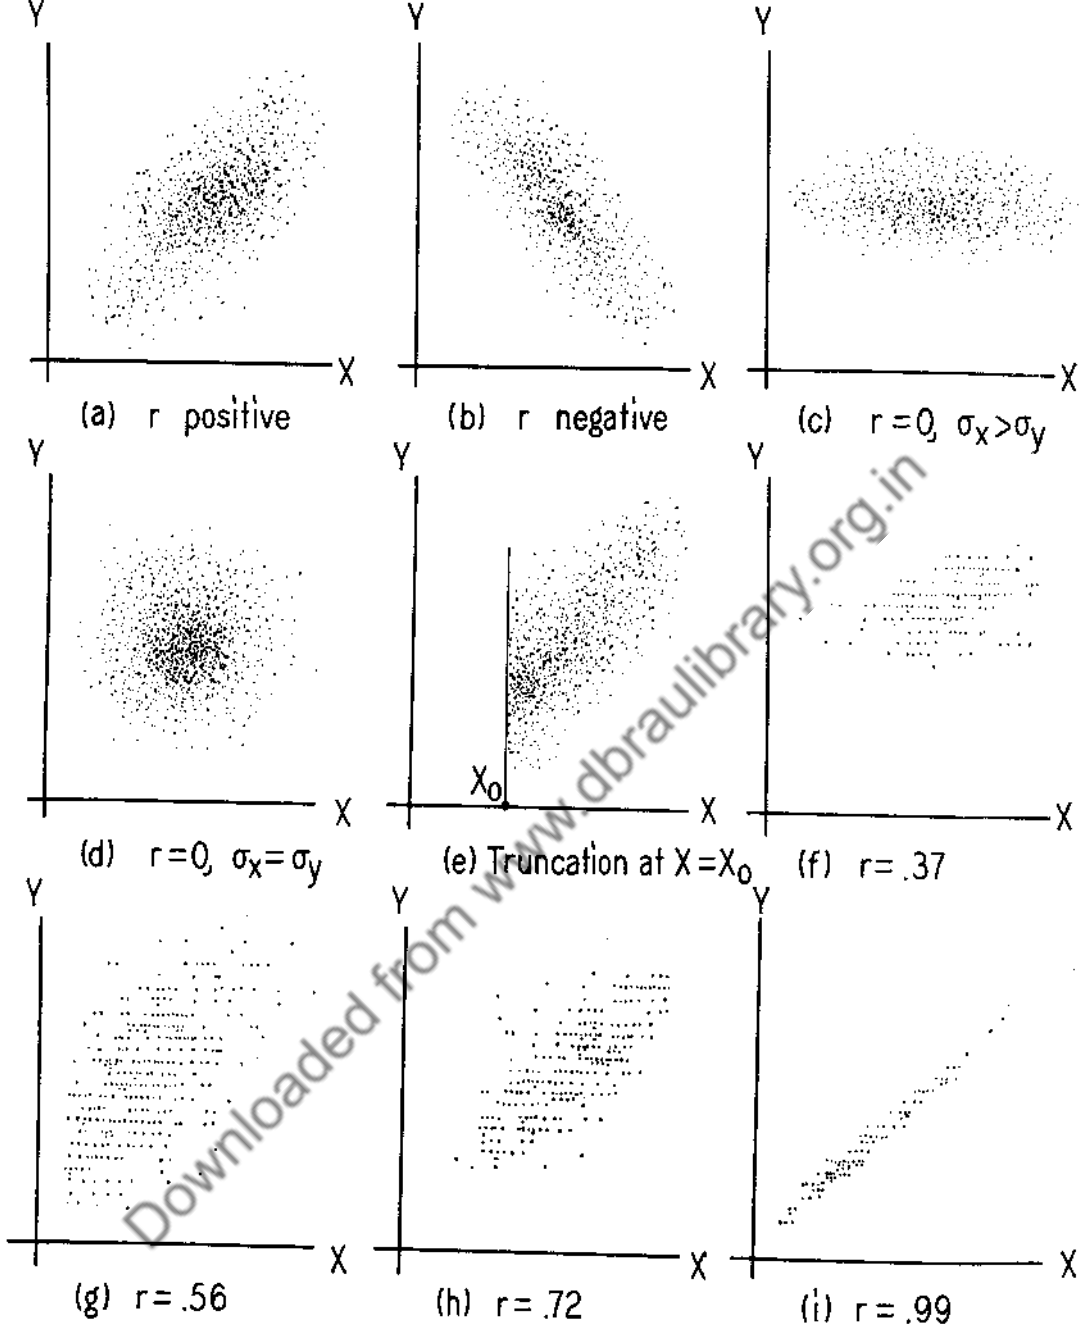 Y
Y
Y
X
X
X
(a) r positive
(b) r negative
(c) r=0, σx>σy
Y
Y
Y
X0
X
X
X
(d) r=0, σx=σy
(e) Truncation at X=X0
(f) r=.37
Y
Y
Y
X
X
X
(g) r=.56
(h) r=.72
(i) r=.99
Downloaded from www.dbraulibrary.org.in